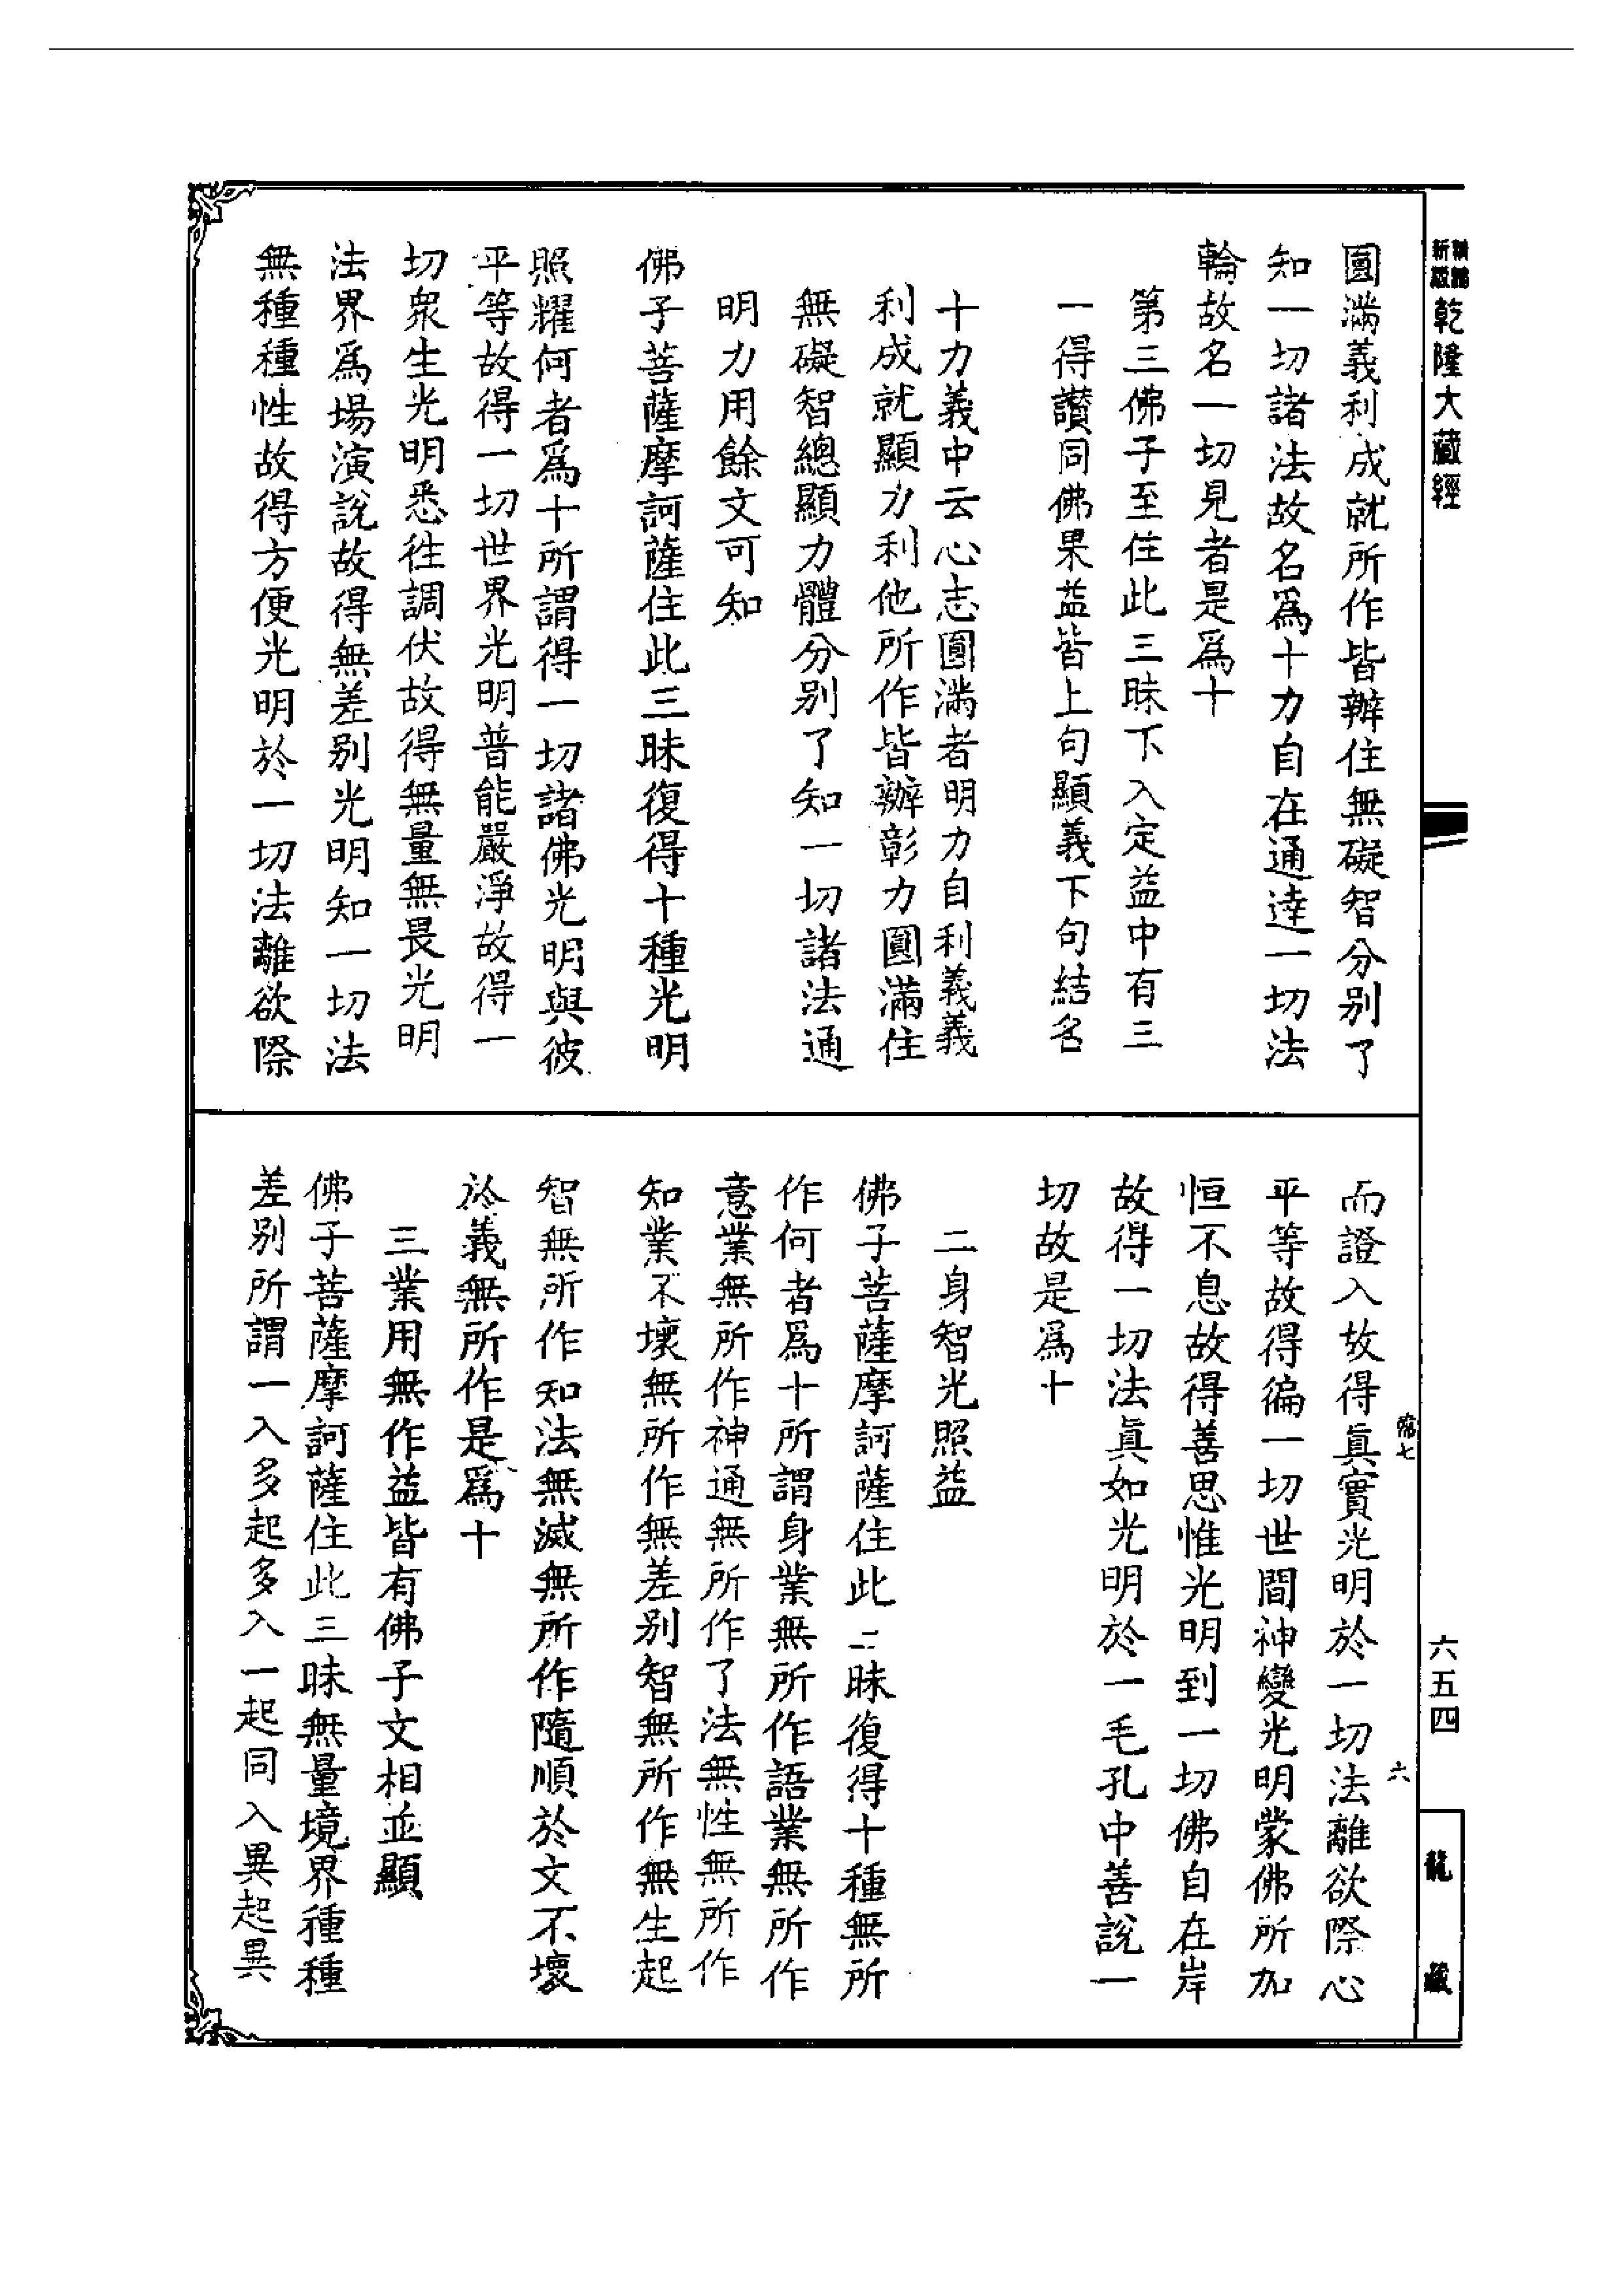 新編
新版
乾隆大藏經
圓滿義利成就所作皆辦住無礙智分別了
知一切諸法故名爲十力自在通達一切法
輪故名一切見者是爲十
第三佛子至住此三昧下入定益中有三
一得讚同佛果益皆上句顯義下句結名
十力義中云心志圓滿者明力自利義義
利成就顯力利他所作皆辦彰力圓滿住
無礙智總顯力體分別了知一切諸法通
明力用餘文可知
佛子菩薩摩訶薩住此三昧復得十種光明
照耀何者爲十所謂得一切諸佛光明與彼
平等故得一切世界光明普能嚴淨故得一
切衆生光明悉往調伏故得無量無畏光明
法界爲場演說故得無差別光明知一切法
無種種性故得方便光明於一切法離欲際
而證入故得眞實光明於一切法離欲際心
平等故得徧一切世間神變光明蒙佛所加
恒不息故得善思惟光明到一切佛自在岸
故得一切法眞如光明於一毛孔中善說一
切故是爲十
二身智光照益
佛子菩薩摩訶薩住此三昧復得十種無所
作何者爲十所謂身業無所作語業無所作
意業無所作神通無所作了法無性無所作
知業不壞無所作無差別智無所作無生起
智無所作知法無滅無所作隨順於文不壞
於義無所作是爲十
三業用無作益皆有佛子文相並顯
佛子菩薩摩訶薩住此三昧無量境界種種
差別所謂一入多起多入一起同入異起異
七
六
六五四
龍藏